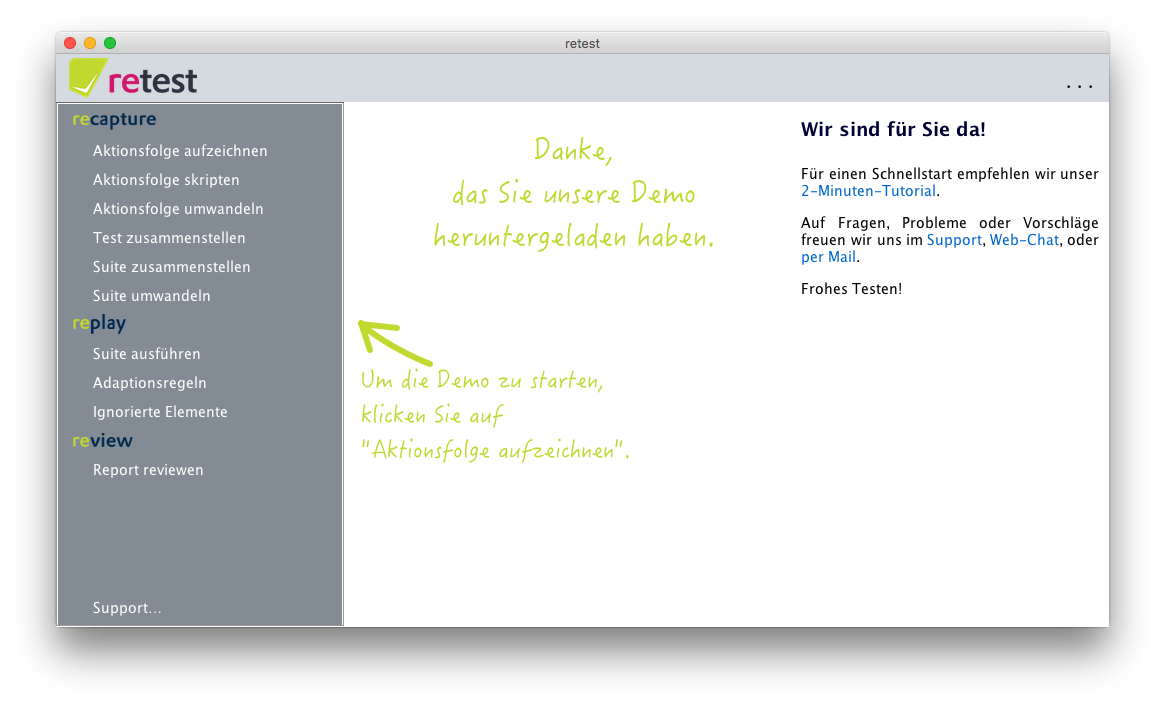 retest
retest
...
recapture
Aktionsfolge aufzeichnen
Aktionsfolge skripten
Aktionsfolge umwandeln
Test zusammenstellen
Suite zusammenstellen
Suite umwandeln
replay
Suite ausführen
Adaptionsregeln
Ignorierte Elemente
review
Report reviewen
Support...
Danke,
das Sie unsere Demo
heruntergeladen haben.
Um die Demo zu starten,
klicken Sie auf
"Aktionsfolge aufzeichnen".
Wir sind für Sie da!
Für einen Schnellstart empfehlen wir unser
2-Minuten-Tutorial.
Auf Fragen, Probleme oder Vorschläge
freuen wir uns im Support, Web-Chat, oder
per Mail.
Frohes Testen!